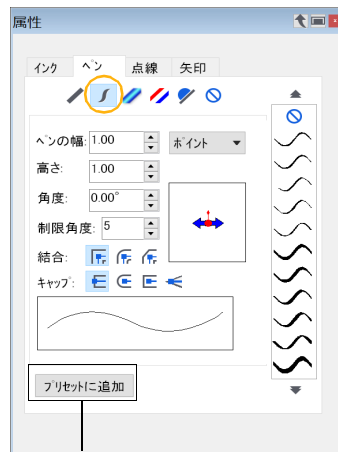 属性
インク ペン 点線 矢印
ペンの幅: 1.00 ポイント
高さ: 1.00
角度: 0.00°
制限角度: 5
結合:
キャップ:
プリセットに追加